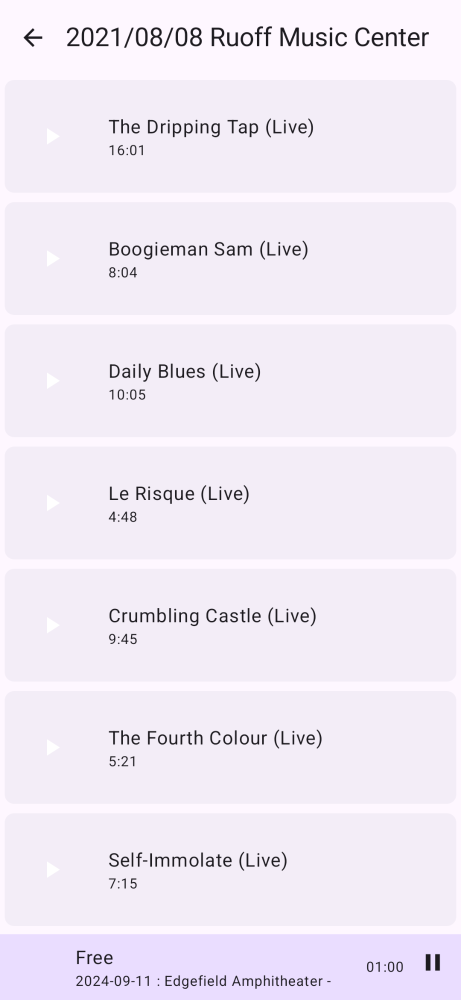 2021/08/08 Ruoff Music Center
The Dripping Tap (Live)
16:01
Boogieman Sam (Live)
8:04
Daily Blues (Live)
10:05
Le Risque (Live)
4:48
Crumbling Castle (Live)
9:45
The Fourth Colour (Live)
5:21
Self-Immolate (Live)
7:15
Free
2024-09-11 : Edgefield Amphitheater -
01:00